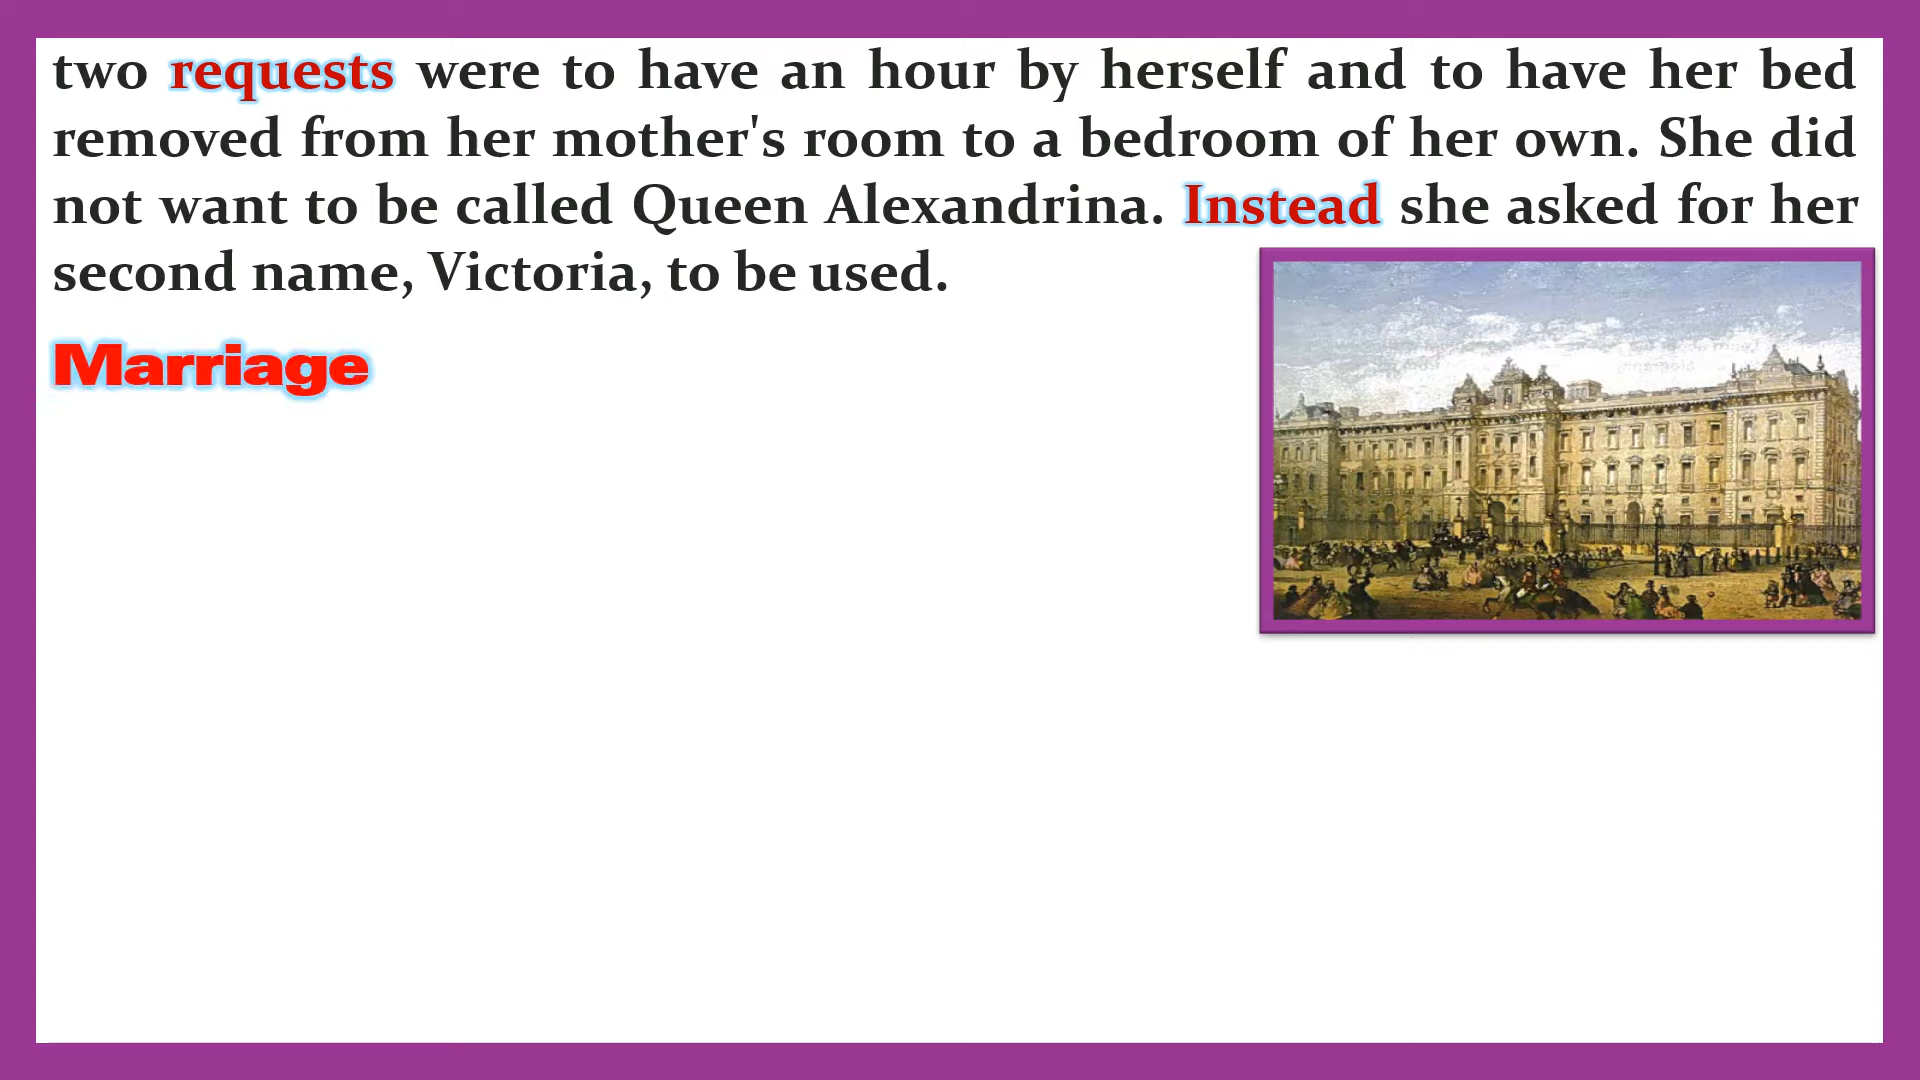 two requests were to have an hour by herself and to have her bed
removed from her mother's room to a bedroom of her own. She did
not want to be called Queen Alexandrina. Instead she asked for her
second name, Victoria, to be used.
Marriage